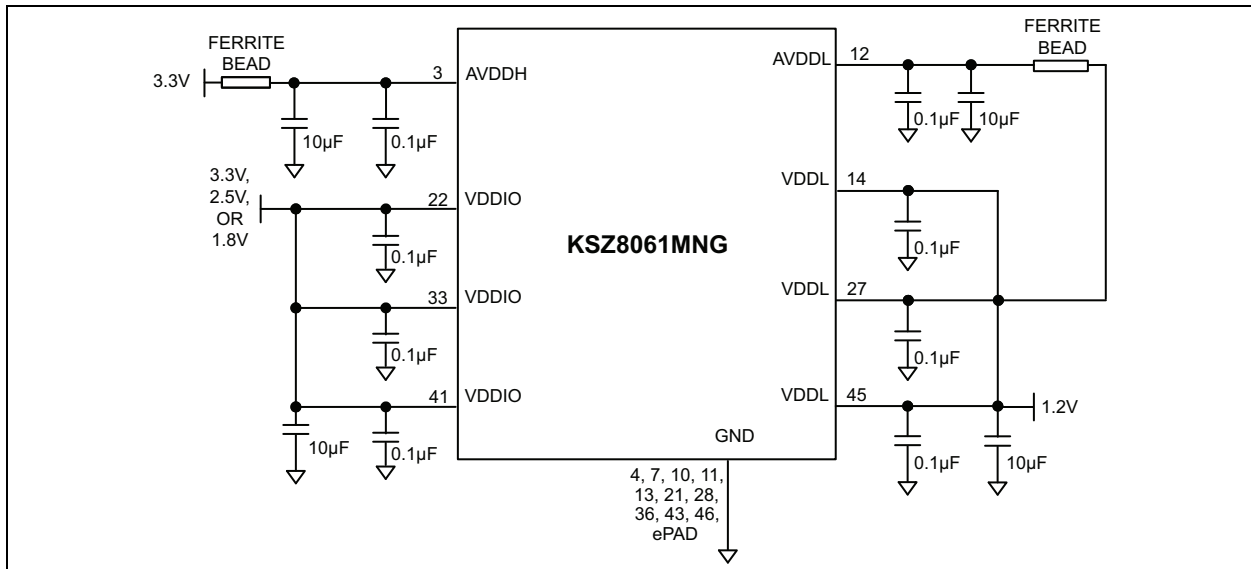 FERRITE
BEAD
3.3V
3
AVDDH
10µF
0.1µF
3.3V,
2.5V,
OR
1.8V
22
VDDIO
0.1µF
33
VDDIO
0.1µF
41
VDDIO
10µF
0.1µF
KSZ8061MNG
AVDDL
12
FERRITE
BEAD
0.1µF
10µF
VDDL
14
0.1µF
VDDL
27
0.1µF
VDDL
45
1.2V
0.1µF
10µF
GND
4, 7, 10, 11,
13, 21, 28,
36, 43, 46,
ePAD